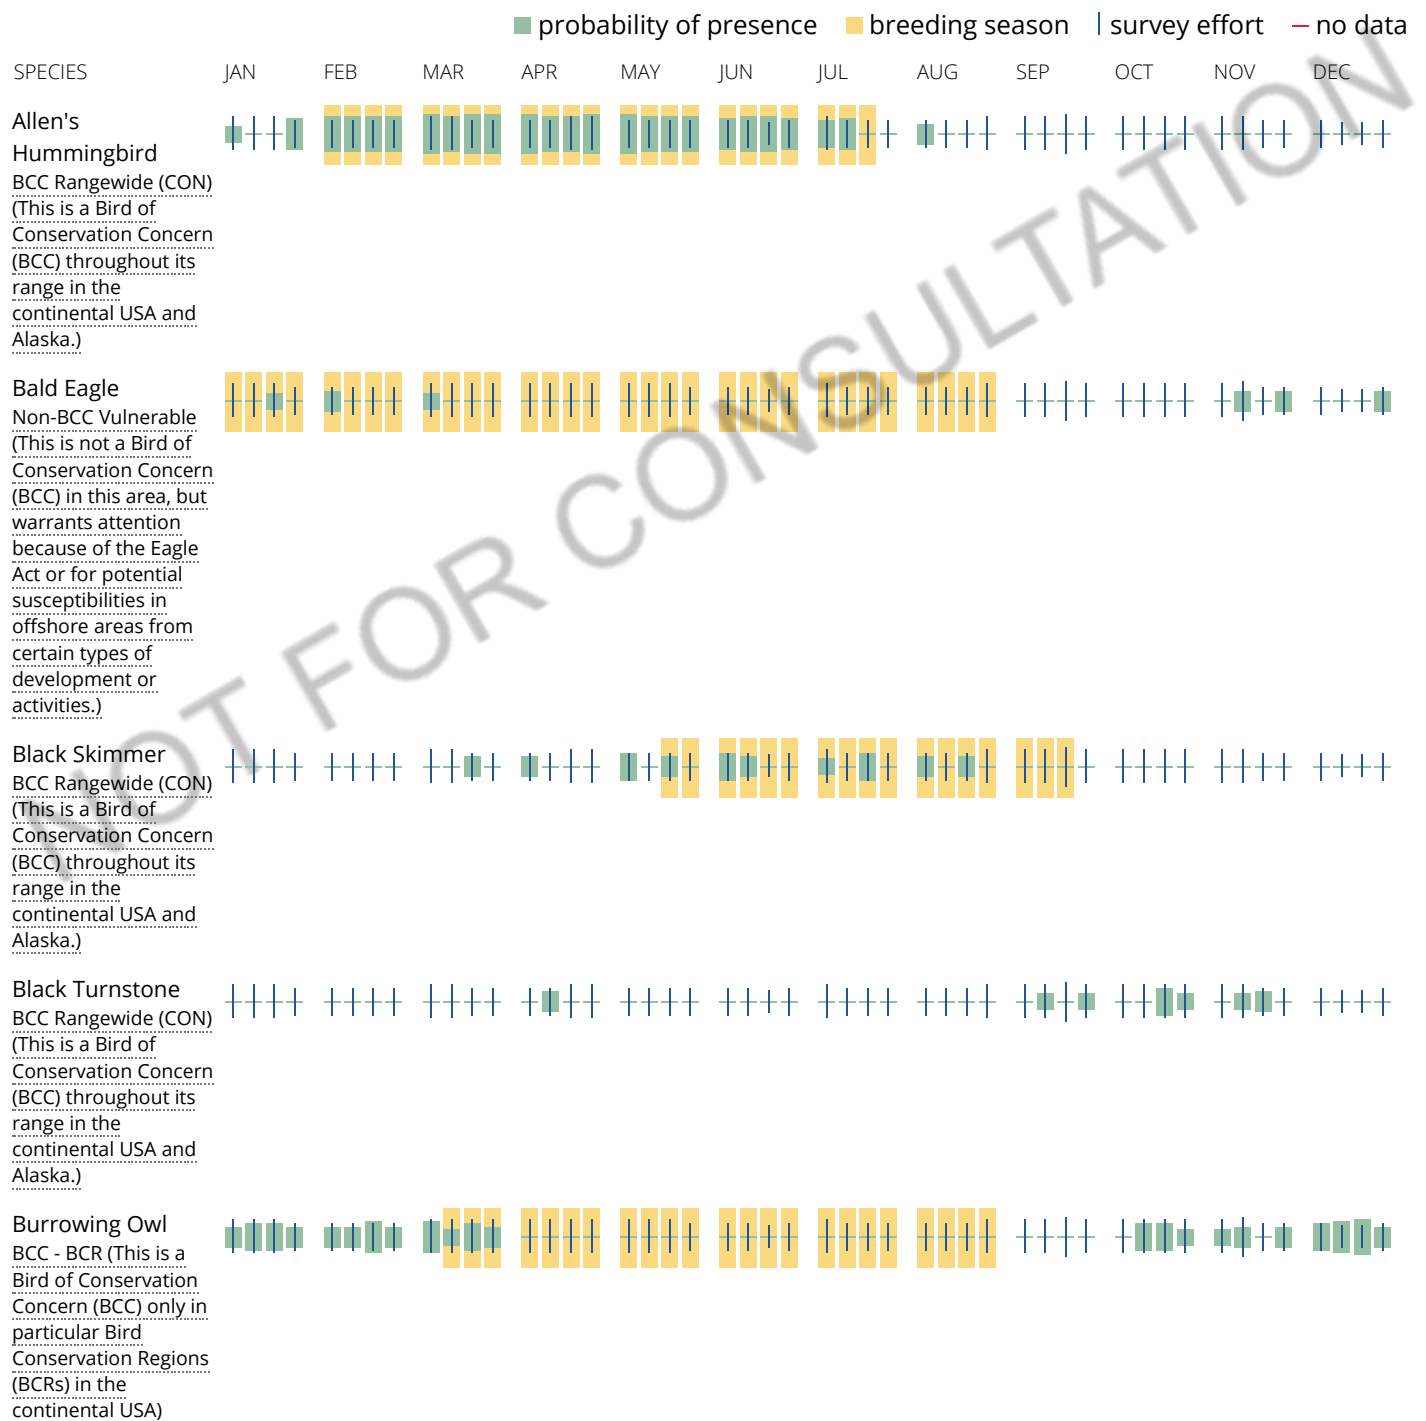 probability of presence breeding season survey effort no data
SPECIES JAN FEB MAR APR MAY JUN JUL AUG SEP OCT NOV DEC
Allen's
Hummingbird
BCC Rangewide (CON)
(This is a Bird of
Conservation Concern
(BCC) throughout its
range in the
continental USA and
Alaska.)
Bald Eagle
Non-BCC Vulnerable
(This is not a Bird of
Conservation Concern
(BCC) in this area, but
warrants attention
because of the Eagle
Act or for potential
susceptibilities in
offshore areas from
certain types of
development or
activities.)
Black Skimmer
BCC Rangewide (CON)
(This is a Bird of
Conservation Concern
(BCC) throughout its
range in the
continental USA and
Alaska.)
Black Turnstone
BCC Rangewide (CON)
(This is a Bird of
Conservation Concern
(BCC) throughout its
range in the
continental USA and
Alaska.)
Burrowing Owl
BCC - BCR (This is a
Bird of Conservation
Concern (BCC) only in
particular Bird
Conservation Regions
(BCRs) in the
continental USA)
NOT FOR CONSULTATION